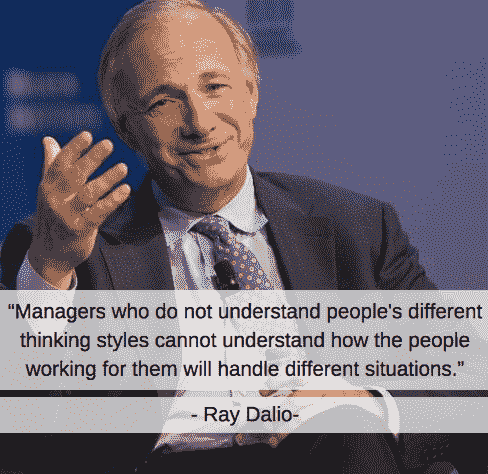 “Managers who do not understand people's different
thinking styles cannot understand how the people
working for them will handle different situations.”
- Ray Dalio-